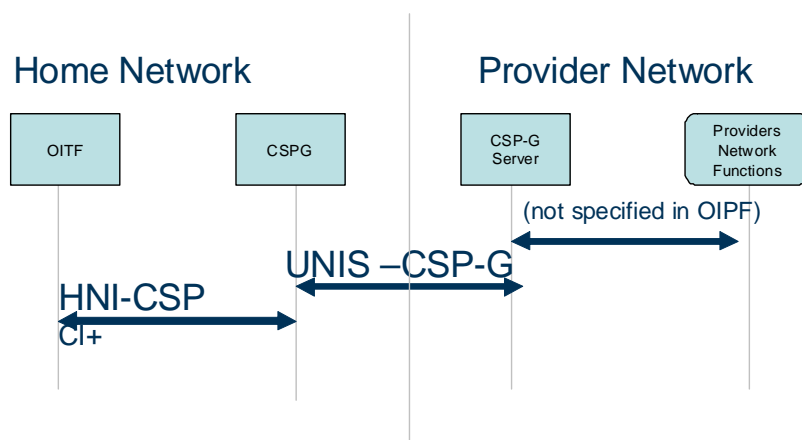 Home Network
Provider Network
OITF
CSPG
CSP-G
Server
Providers
Network
Functions
(not specified in OIPF)
UNIS –CSP-G
HNI-CSP
CI+